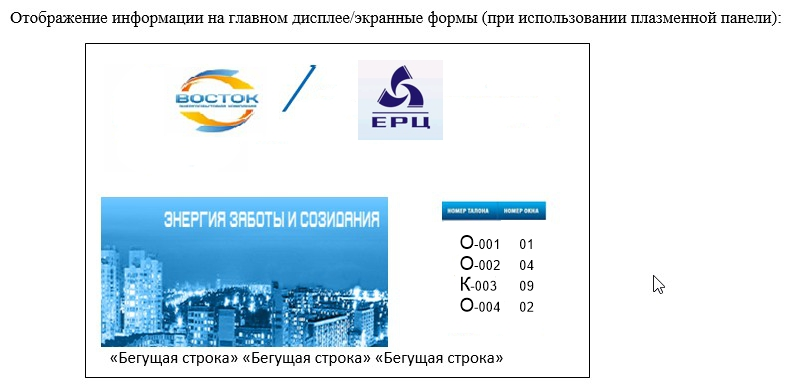 Отображение информации на главном дисплее/экранные формы (при использовании плазменной панели):
ВОСТОК
/
ЕРЦ
ЭНЕРГИЯ ЗАБОТЫ И СОЗИДАНИЯ
НОМЕР ТАЛОНА НОМЕР ОКНА
О-001 01
О-002 04
К-003 09
О-004 02
«Бегущая строка» «Бегущая строка» «Бегущая строка»